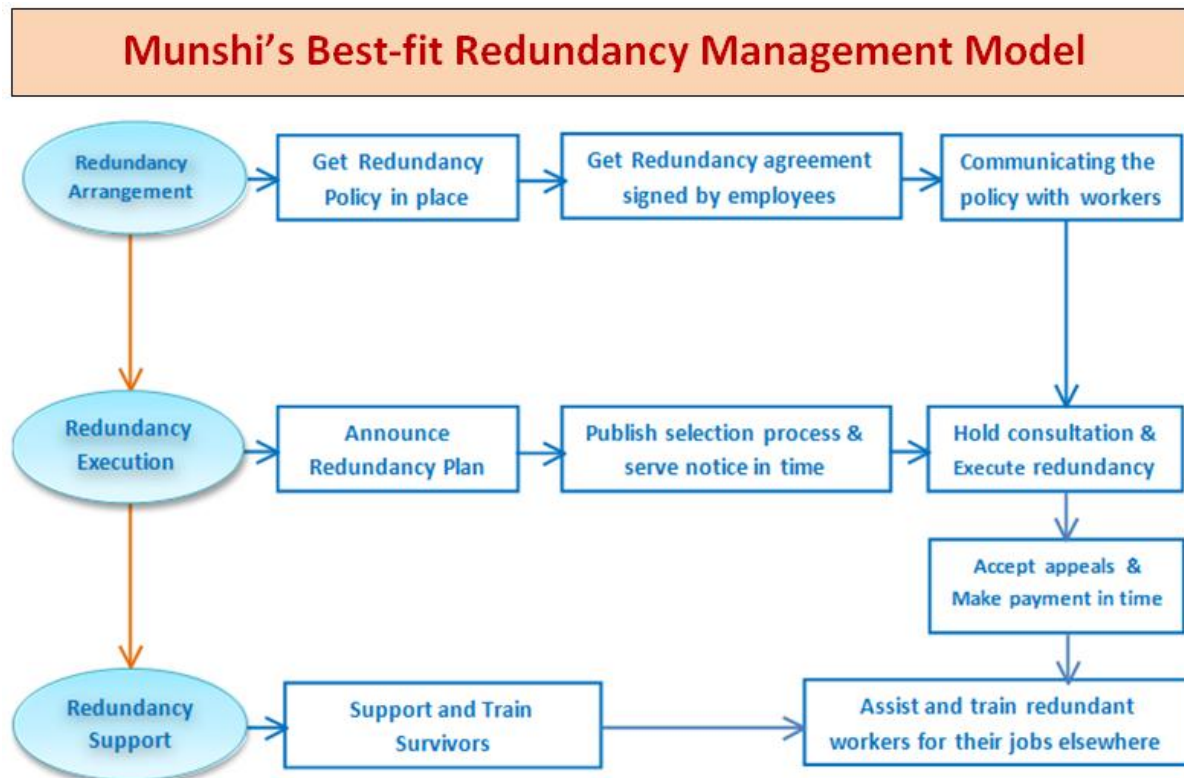 Munshi’s Best-fit Redundancy Management Model
Redundancy
Arrangement
Get Redundancy
Policy in place
Get Redundancy agreement
signed by employees
Communicating the
policy with workers
Redundancy
Execution
Announce
Redundancy Plan
Publish selection process &
serve notice in time
Hold consultation &
Execute redundancy
Accept appeals &
Make payment in time
Redundancy
Support
Support and Train
Survivors
Assist and train redundant
workers for their jobs elsewhere